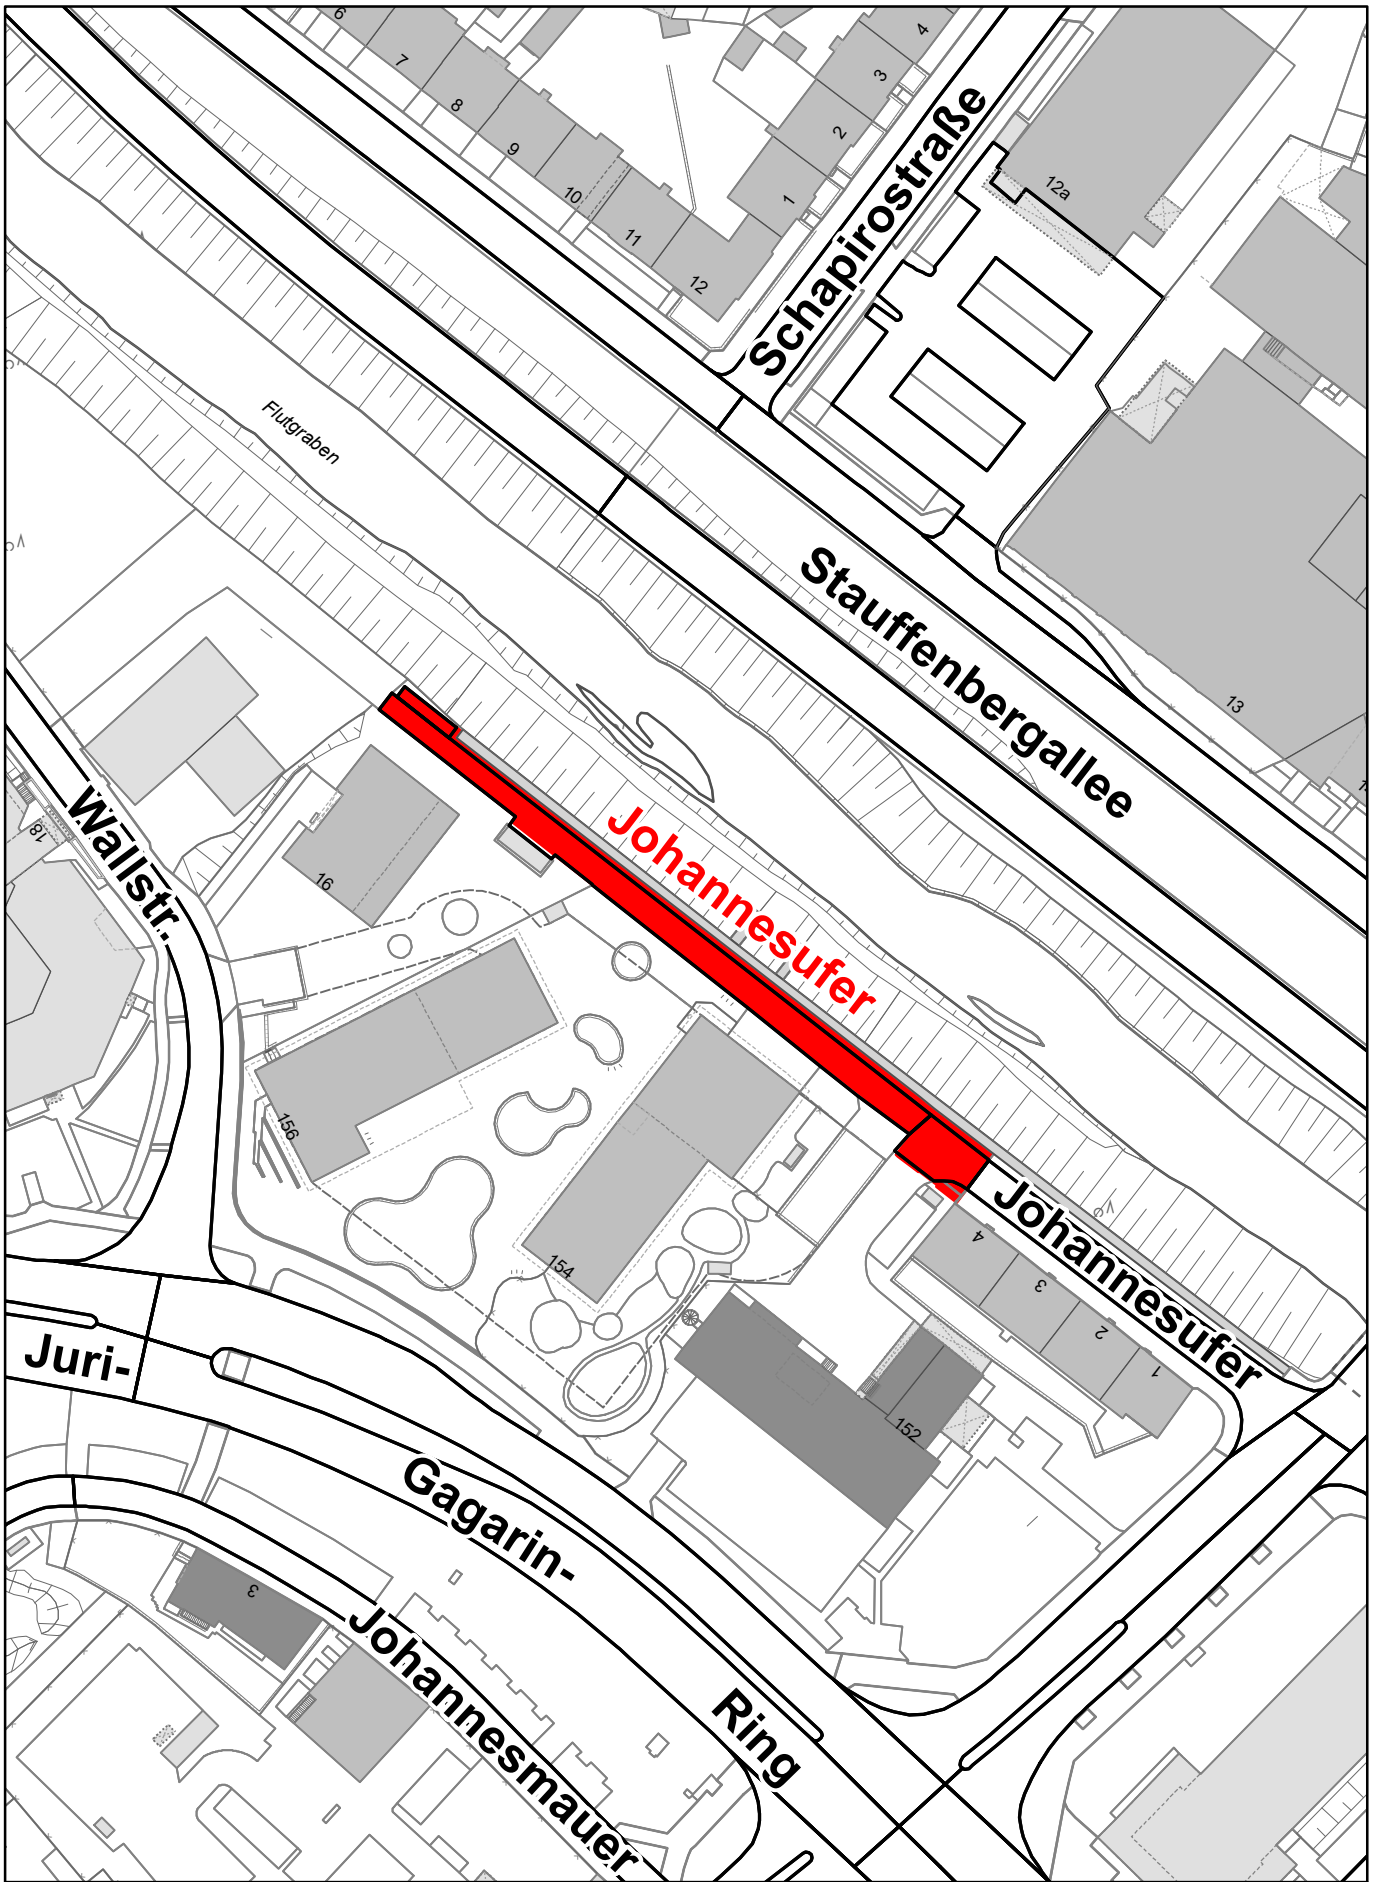 6
7
8
9
10
11
12
1
2
3
4
Schapirostraße
12a
Flutgraben
Stauffenbergallee
13
Wallstr.
18
16
Johannesufer
156
154
Johannesufer
4
3
2
1
152
Juri-
Gagarin-
Ring
3
Johannesmauer